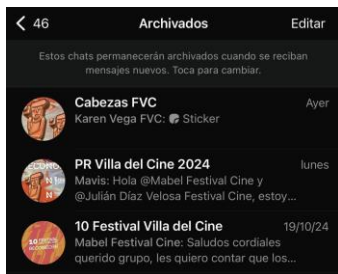 46 Archivados Editar
Estos chats permanecerán archivados cuando se reciban
mensajes nuevos. Toca para cambiar.
Cabezas FVC Ayer
Karen Vega FVC: Sticker
PR Villa del Cine 2024 lunes
Mavis: Hola @Mabel Festival Cine y
@Julián Díaz Velosa Festival Cine, estoy...
10 Festival Villa del Cine 19/10/24
Mabel Festival Cine: Saludos cordiales
querido grupo, les quiero contar que los...